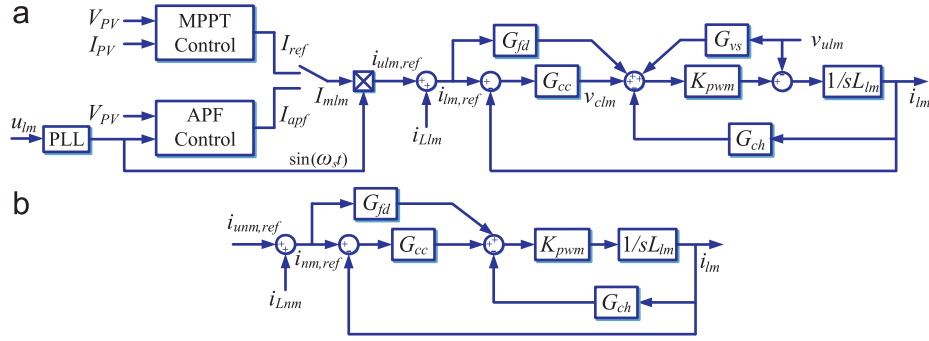 a
V_PV
I_PV
MPPT
Control
I_ref
I_mlm
V_PV
u_lm
PLL
APF
Control
I_apf
sin(ω_st)
i_ulm,ref
+
+
i_Llm
i_lm,ref
G_fd
-
G_cc
v_clm
+
++
-
G_vs
v_ulm
K_pwm
-
1/sL_lm
i_lm
G_ch
b
i_unm,ref
+
+
i_Lnm
i_nm,ref
G_fd
-
G_cc
+
+
-
K_pwm
1/sL_lm
i_lm
G_ch